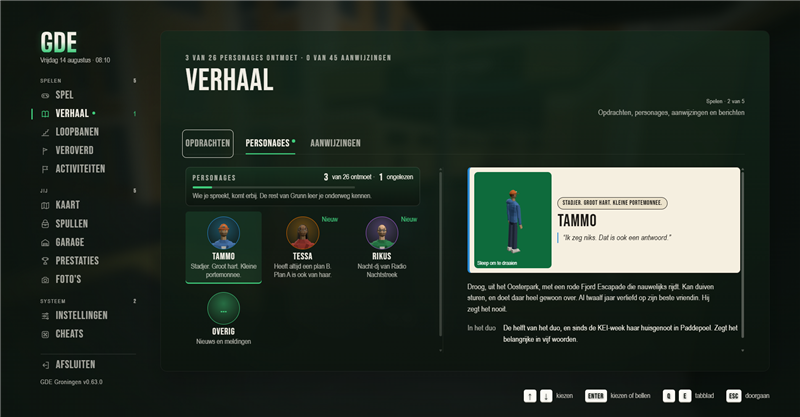 GDE
Vrijdag 14 augustus · 08:10
SPELEN 5
SPEL
VERHAAL 1
LOOPBANEN
VEROVERD
ACTIVITEITEN
JIJ 5
KAART
SPULLEN
GARAGE
PRESTATIES
FOTO'S
SYSTEEM 2
INSTELLINGEN
CHEATS
AFSLUITEN
GDE Groningen v0.63.0
3 VAN 26 PERSONAGES ONTMOET · 0 VAN 45 AANWIJZINGEN
VERHAAL
Spelen · 2 van 5
Opdrachten, personages, aanwijzingen en berichten
OPDRACHTEN PERSONAGES AANWIJZINGEN
PERSONAGES 3 van 26 ontmoet · 1 ongelezen
Wie je spreekt, komt erbij. De rest van Grunn leer je onderweg kennen.
TAMMO
Stadjer. Groot hart. Kleine
portemonnee.
Nieuw
TESSA
Heeft altijd een plan B.
Plan A is ook van haar.
Nieuw
RIKUS
Nacht-dj van Radio
Nachtstreek
OVERIG
Nieuws en meldingen
Sleep om te draaien
STADJER. GROOT HART. KLEINE PORTEMONNEE.
TAMMO
"Ik zeg niks. Dat is ook een antwoord."
Droog, uit het Oosterpark, met een rode Fjord Escapade die nauwelijks rijdt. Kan duiven
sturen, en doet daar heel gewoon over. Al twaalf jaar verliefd op zijn beste vriendin. Hij
zegt het nooit.
In het duo De helft van het duo, en sinds de KEI-week haar huisgenoot in Paddepoel. Zegt het
belangrijke in vijf woorden.
↑ ↓ kiezen ENTER kiezen of bellen Q E tabblad ESC doorgaan